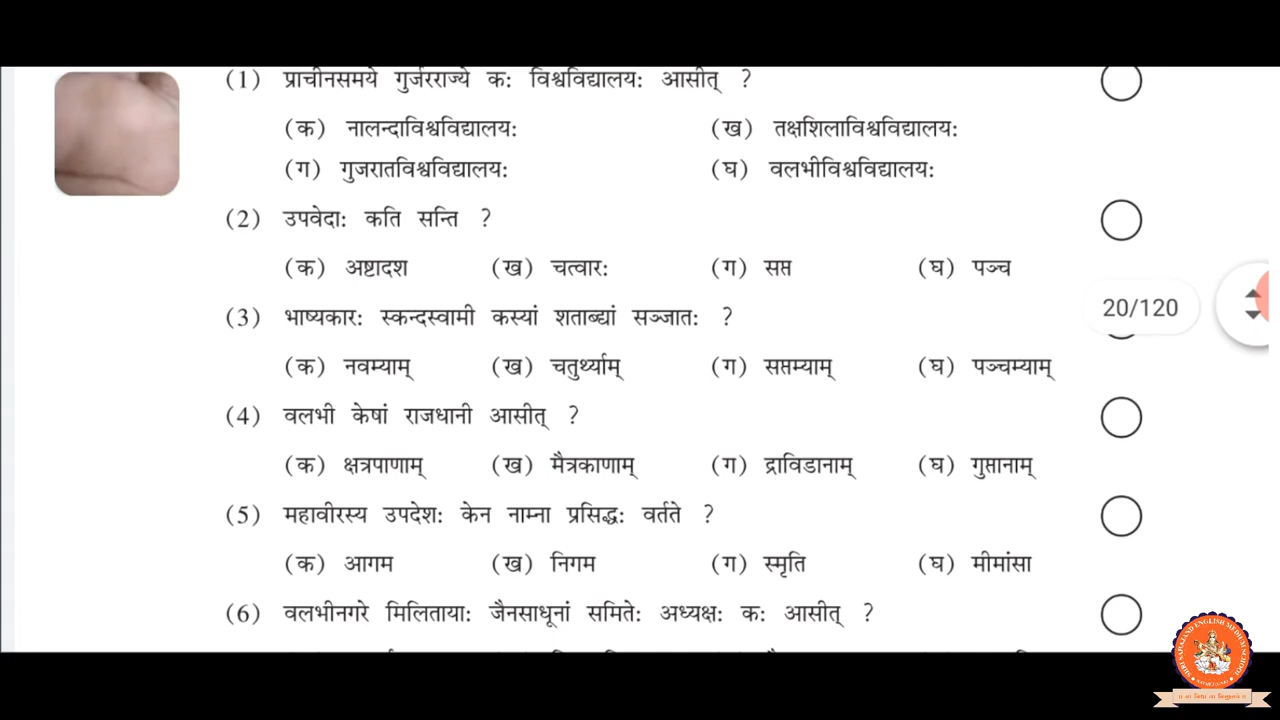 (1) प्राचीनसमये गुर्जरराज्ये कः विश्वविद्यालयः आसीत् ?
(क) नालन्दाविश्वविद्यालयः (ख) तक्षशिलाविश्वविद्यालयः
(ग) गुजरातविश्वविद्यालयः (घ) वलभीविश्वविद्यालयः
(2) उपवेदाः कति सन्ति ?
(क) अष्टादश (ख) चत्वारः (ग) सप्त (घ) पञ्च
20/120
(3) भाष्यकारः स्कन्दस्वामी कस्यां शताब्द्यां सञ्जातः ?
(क) नवम्याम् (ख) चतुर्थ्याम् (ग) सप्तम्याम् (घ) पञ्चम्याम्
(4) वलभी केषां राजधानी आसीत् ?
(क) क्षत्रपाणाम् (ख) मैत्रकाणाम् (ग) द्राविडानाम् (घ) गुप्तानाम्
(5) महावीरस्य उपदेशः केन नाम्ना प्रसिद्धः वर्तते ?
(क) आगम (ख) निगम (ग) स्मृति (घ) मीमांसा
(6) वलभीनगरे मिलितायाः जैनसाधूनां समितेः अध्यक्षः कः आसीत् ?